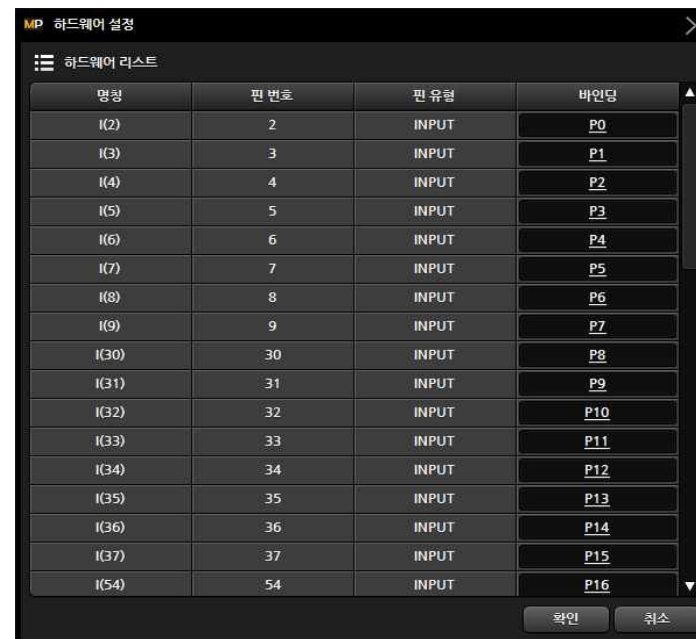 MP 하드웨어 설정
하드웨어 리스트
명칭 핀 번호 핀 유형 바인딩
I(2) 2 INPUT P0
I(3) 3 INPUT P1
I(4) 4 INPUT P2
I(5) 5 INPUT P3
I(6) 6 INPUT P4
I(7) 7 INPUT P5
I(8) 8 INPUT P6
I(9) 9 INPUT P7
I(30) 30 INPUT P8
I(31) 31 INPUT P9
I(32) 32 INPUT P10
I(33) 33 INPUT P11
I(34) 34 INPUT P12
I(35) 35 INPUT P13
I(36) 36 INPUT P14
I(37) 37 INPUT P15
I(54) 54 INPUT P16
확인 취소